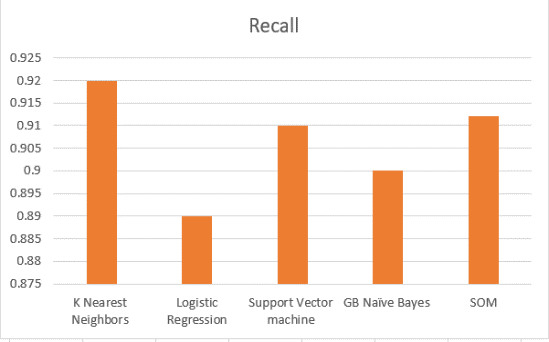 Recall
0.925
0.92
0.915
0.91
0.905
0.9
0.895
0.89
0.885
0.88
0.875
K Nearest
Neighbors
Logistic
Regression
Support Vector
machine
GB Naïve Bayes
SOM